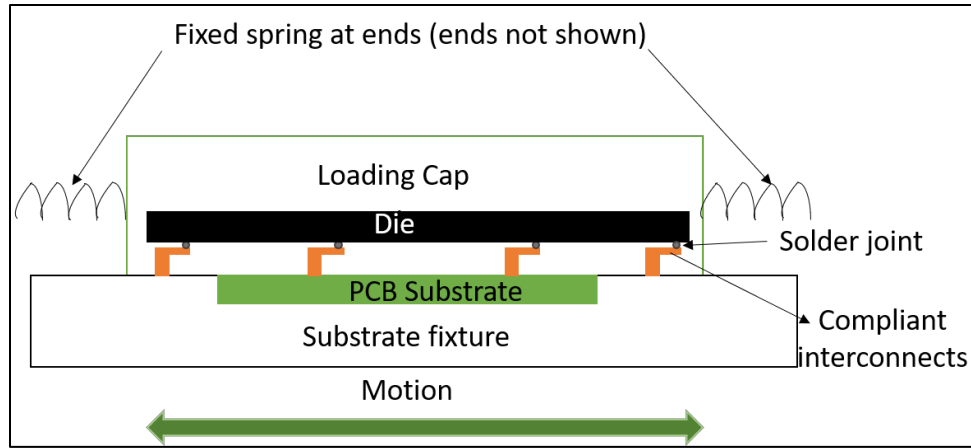 Fixed spring at ends (ends not shown)
Loading Cap
Die
Solder joint
PCB Substrate
Compliant
interconnects
Substrate fixture
Motion